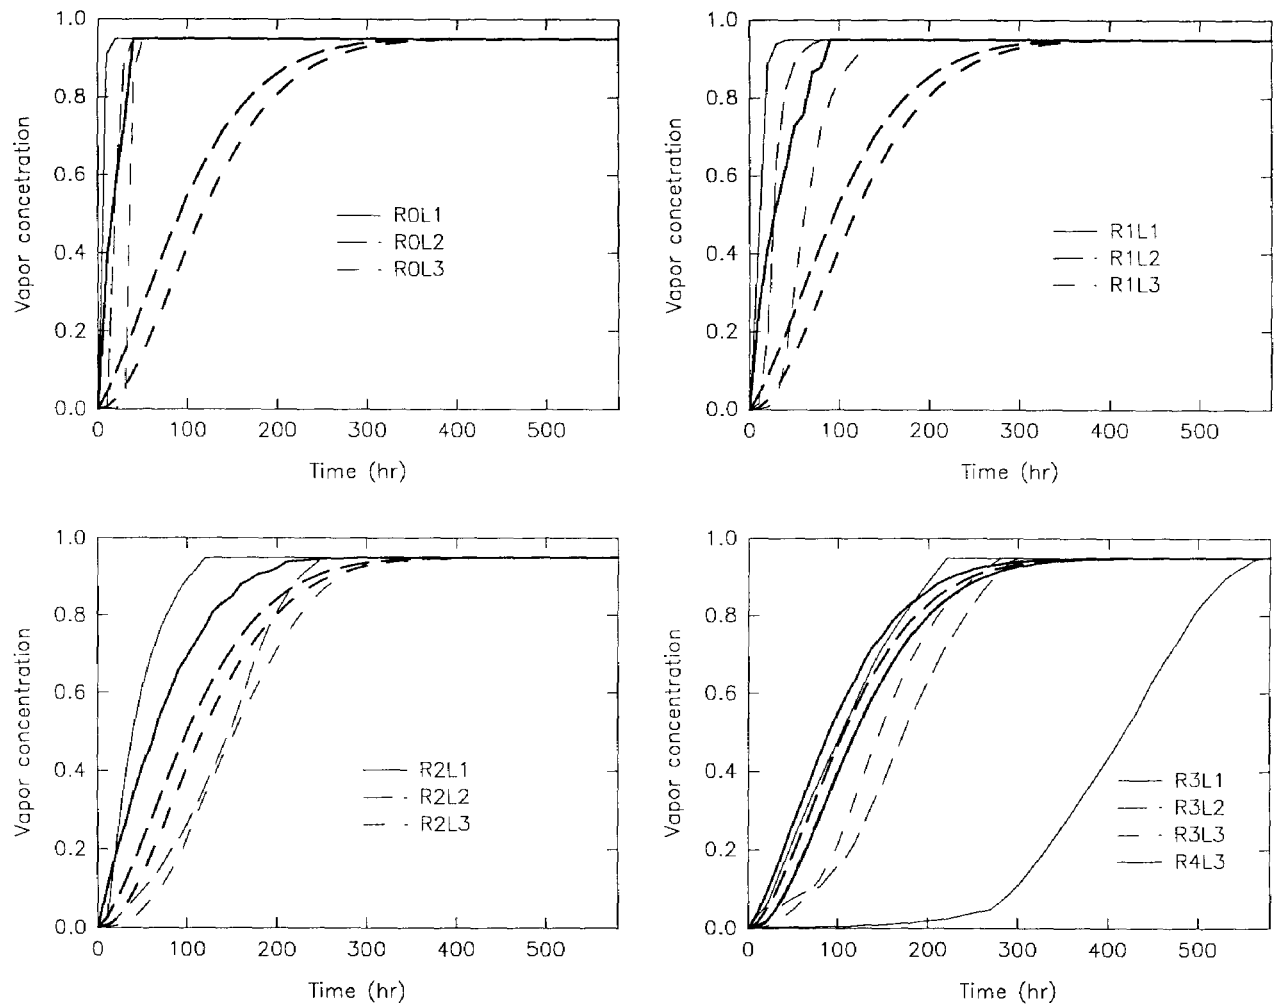 1.0
0.8
0.6
0.4
0.2
0.0
Vapor concetration
0 100 200 300 400 500
Time (hr)
R0L1
R0L2
R0L3
1.0
0.8
0.6
0.4
0.2
0.0
Vapor concetration
0 100 200 300 400 500
Time (hr)
R1L1
R1L2
R1L3
1.0
0.8
0.6
0.4
0.2
0.0
Vapor concentration
0 100 200 300 400 500
Time (hr)
R2L1
R2L2
R2L3
1.0
0.8
0.6
0.4
0.2
0.0
Vapor concentration
0 100 200 300 400 500
Time (hr)
R3L1
R3L2
R3L3
R4L3